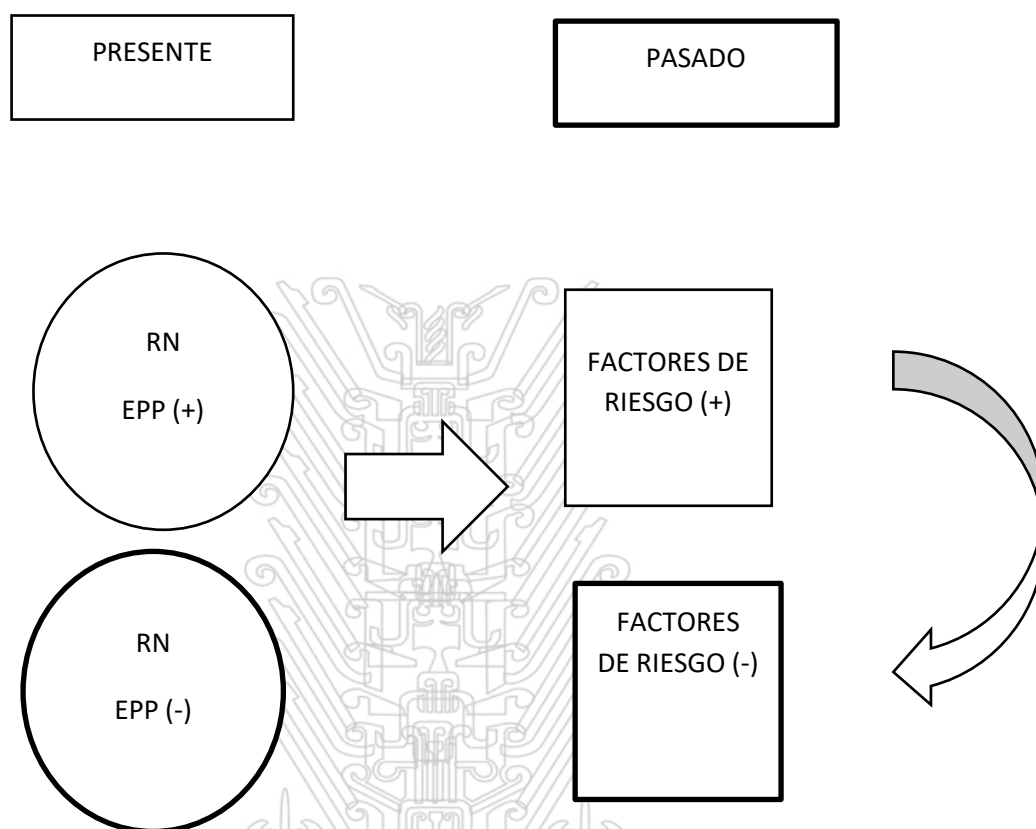 PRESENTE
PASADO
RN
EPP (+)
FACTORES DE
RIESGO (+)
RN
EPP (-)
FACTORES
DE RIESGO (-)